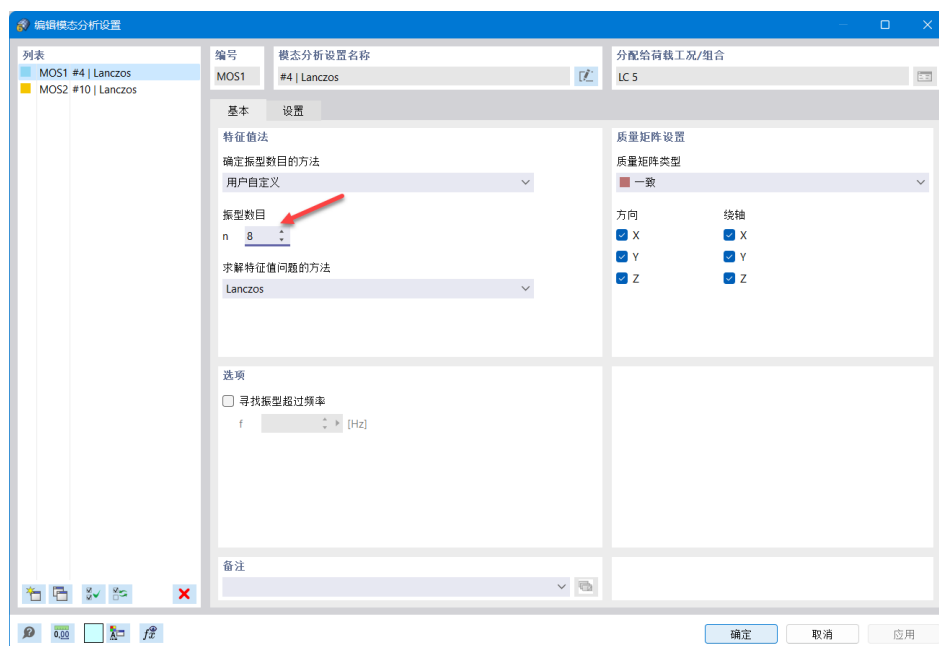 编辑模态分析设置
列表
MOS1 #4 | Lanczos
MOS2 #10 | Lanczos
编号
MOS1
模态分析设置名称
#4 | Lanczos
分配给荷载工况/组合
LC 5
基本 设置
特征值法
确定振型数目的方法
用户自定义
振型数目
n 8
求解特征值问题的方法
Lanczos
质量矩阵设置
质量矩阵类型
一致
方向 绕轴
X X
Y Y
Z Z
选项
寻找振型超过频率
f [Hz]
备注
0,00
确定 取消 应用